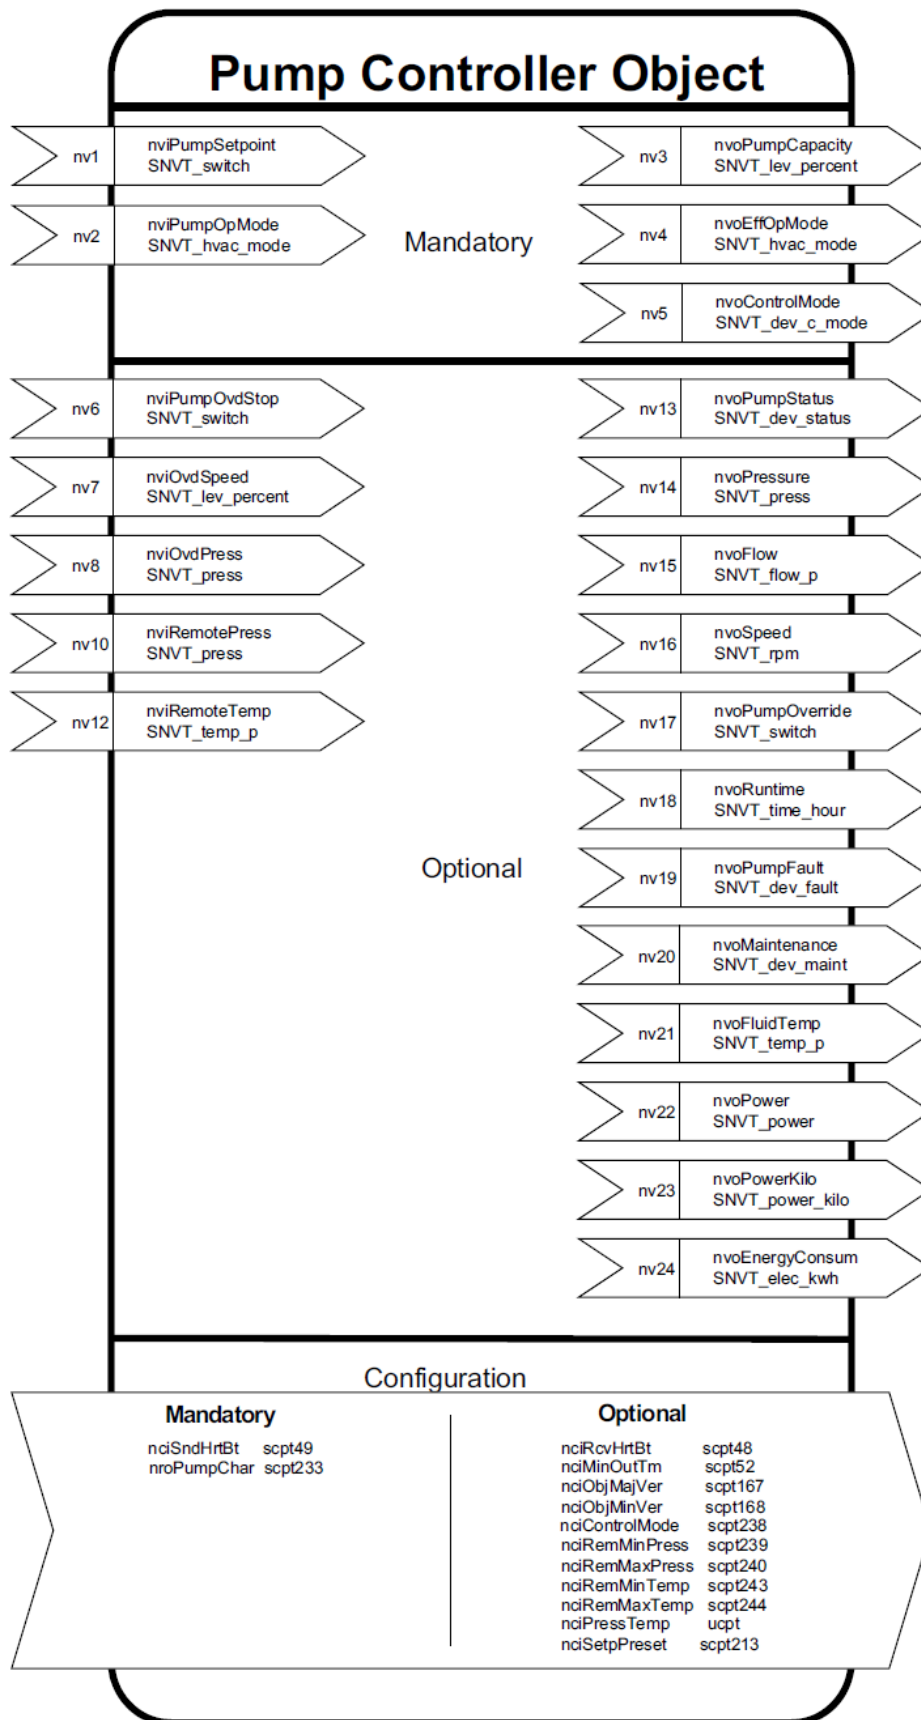 Pump Controller Object
nv1
nviPumpSetpoint
SNVT_switch
nv3
nvoPumpCapacity
SNVT_lev_percent
nv2
nviPumpOpMode
SNVT_hvac_mode
Mandatory
nv4
nvoEffOpMode
SNVT_hvac_mode
nv5
nvoControlMode
SNVT_dev_c_mode
nv6
nviPumpOvdStop
SNVT_switch
nv13
nvoPumpStatus
SNVT_dev_status
nv7
nviOvdSpeed
SNVT_lev_percent
nv14
nvoPressure
SNVT_press
nv8
nviOvdPress
SNVT_press
nv15
nvoFlow
SNVT_flow_p
nv10
nviRemotePress
SNVT_press
nv16
nvoSpeed
SNVT_rpm
nv12
nviRemoteTemp
SNVT_temp_p
nv17
nvoPumpOverride
SNVT_switch
nv18
nvoRuntime
SNVT_time_hour
Optional
nv19
nvoPumpFault
SNVT_dev_fault
nv20
nvoMaintenance
SNVT_dev_maint
nv21
nvoFluidTemp
SNVT_temp_p
nv22
nvoPower
SNVT_power
nv23
nvoPowerKilo
SNVT_power_kilo
nv24
nvoEnergyConsum
SNVT_elec_kwh
Configuration
Mandatory
nciSndHrtBt scpt49
nroPumpChar scpt233
Optional
nciRcvHrtBt scpt48
nciMinOutTm scpt52
nciObjMajVer scpt167
nciObjMinVer scpt168
nciControlMode scpt238
nciRemMinPress scpt239
nciRemMaxPress scpt240
nciRemMinTemp scpt243
nciRemMaxTemp scpt244
nciPressTemp ucpt
nciSetpPreset scpt213